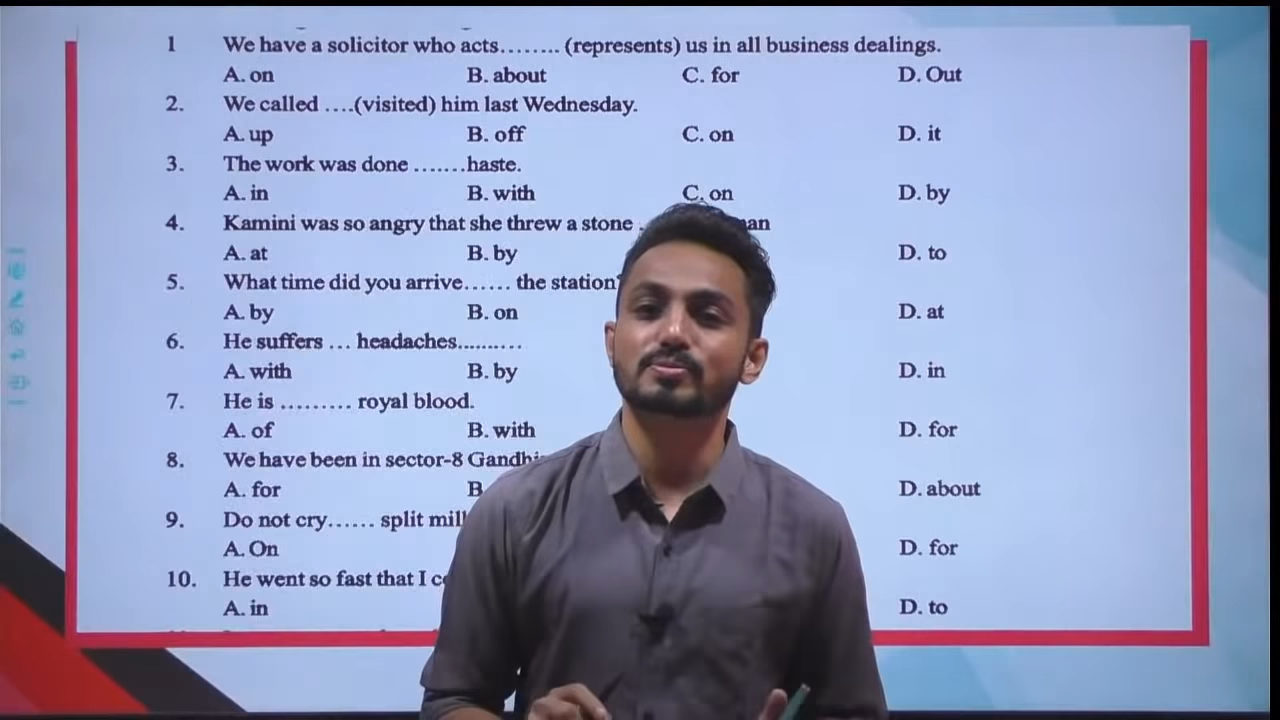 1 We have a solicitor who acts........ (represents) us in all business dealings.
A. on B. about C. for D. Out
2. We called ....(visited) him last Wednesday.
A. up B. off C. on D. it
3. The work was done .......haste.
A. in B. with C. on D. by
4. Kamini was so angry that she threw a stone
A. at B. by D. to
5. What time did you arrive...... the station
A. by B. on D. at
6. He suffers ... headaches..........
A. with B. by D. in
7. He is ......... royal blood.
A. of B. with D. for
8. We have been in sector-8
A. for B D. about
9. Do not cry...... split
A. On D. for
10. He went so fast that I
A. in D. to